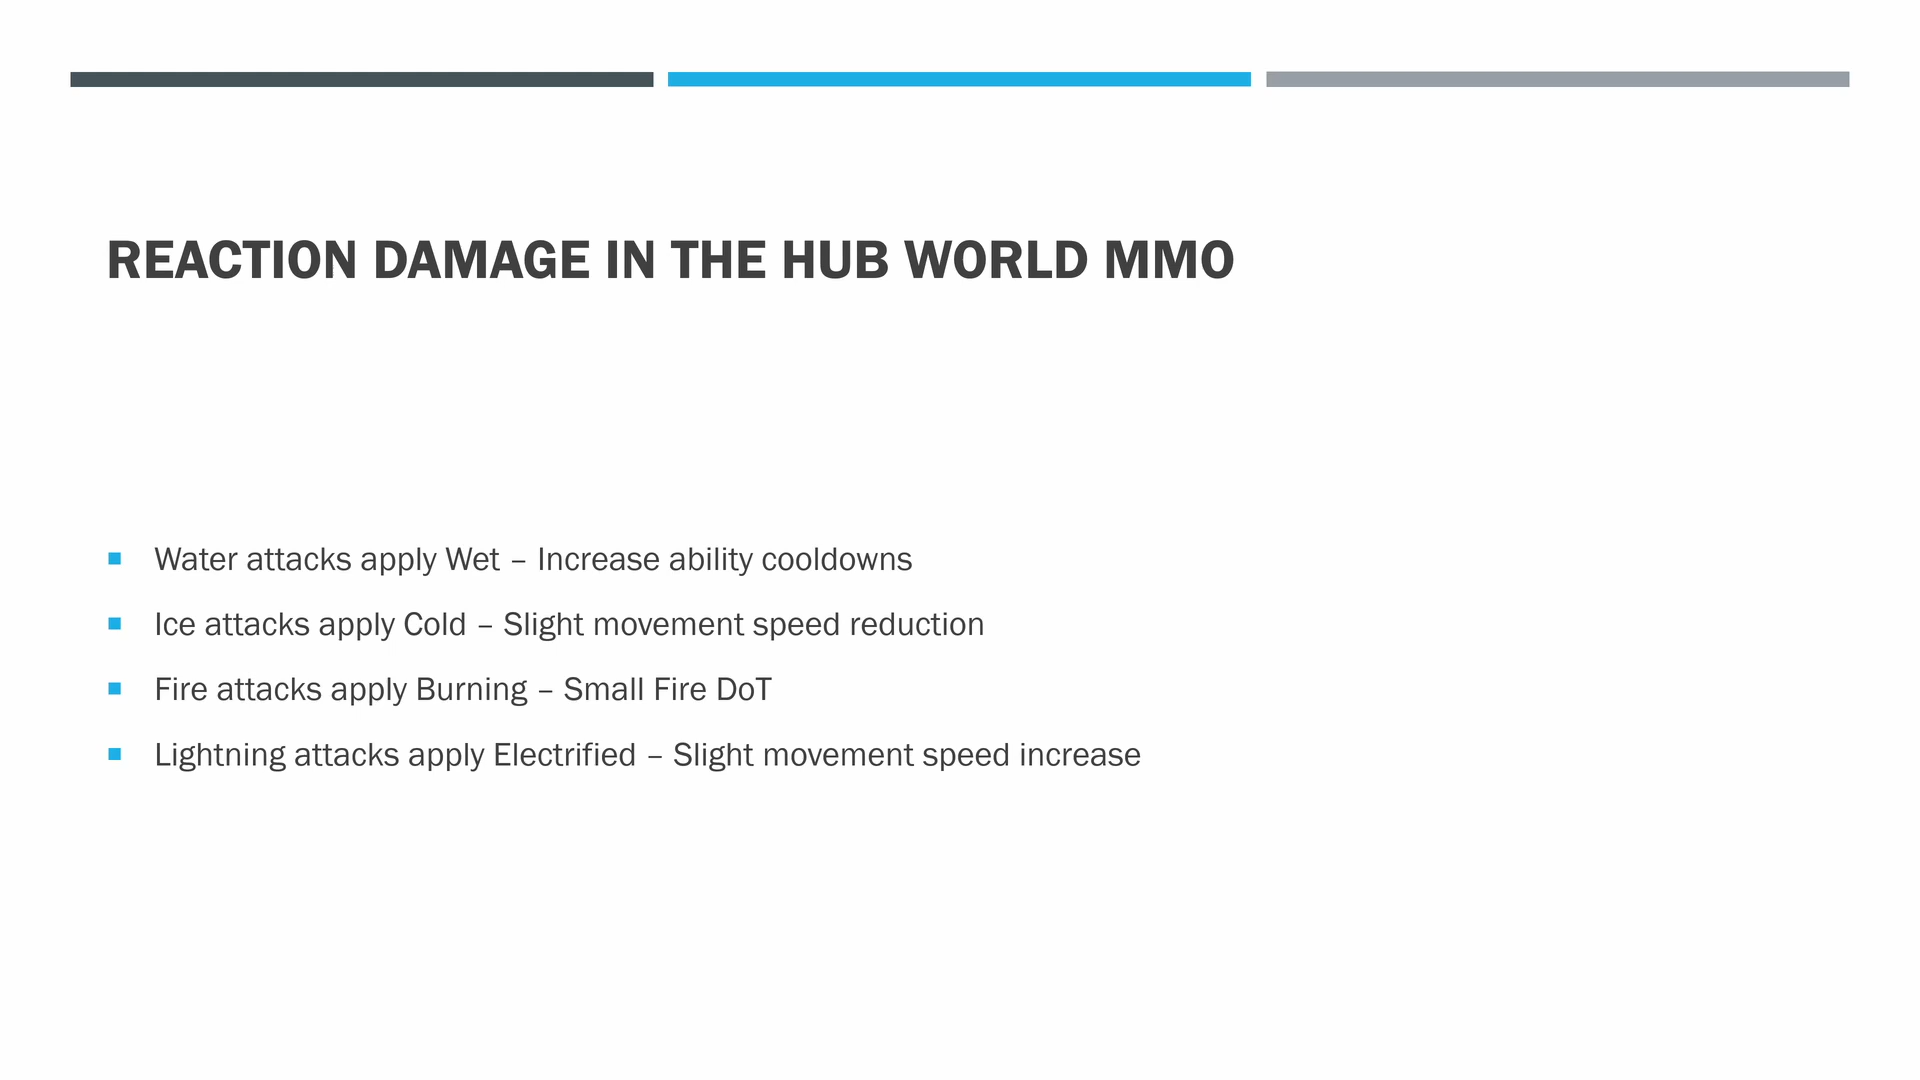 REACTION DAMAGE IN THE HUB WORLD MMO
Water attacks apply Wet – Increase ability cooldowns
Ice attacks apply Cold – Slight movement speed reduction
Fire attacks apply Burning – Small Fire DoT
Lightning attacks apply Electrified – Slight movement speed increase